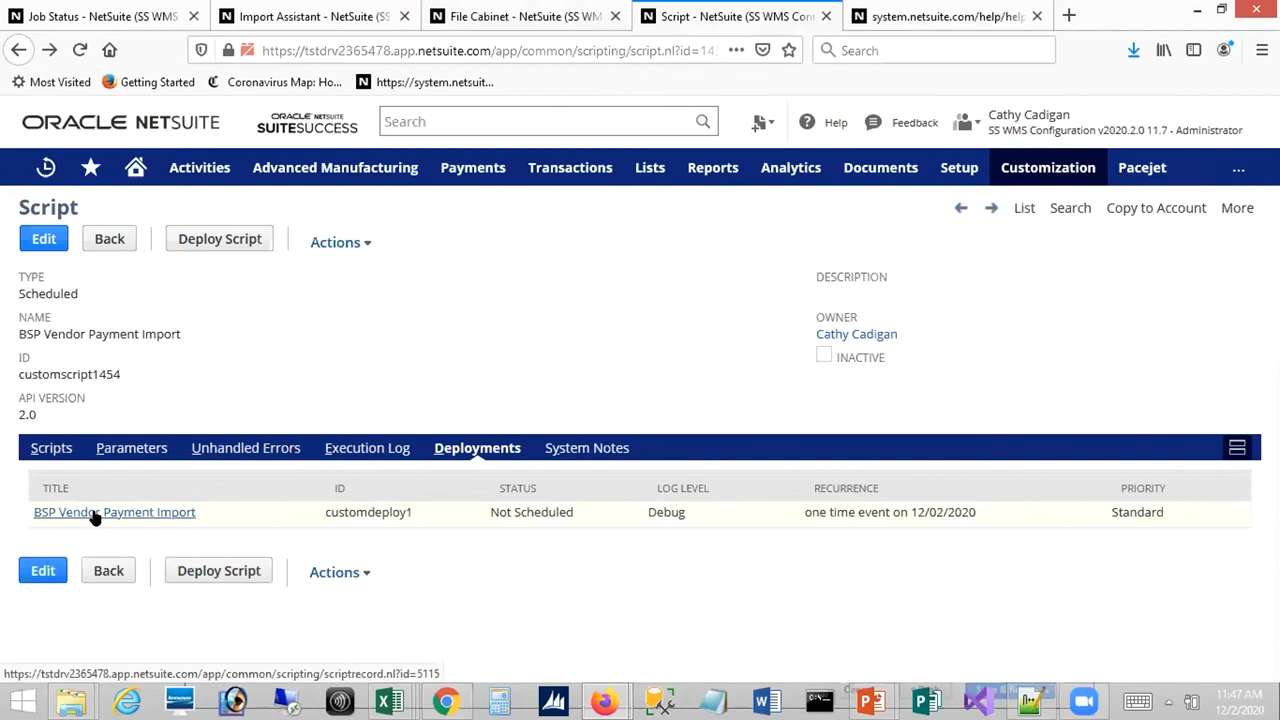 Job Status - NetSuite (SS WMS
Import Assistant - NetSuite (SS
File Cabinet - NetSuite (SS WM
Script - NetSuite (SS WMS Con
system.netsuite.com/help/help
https://tstdrv2365478.app.netsuite.com/app/common/scripting/script.nl?id=14
Search
Most Visited
Getting Started
Coronavirus Map: Ho...
https://system.netsuit...
ORACLE NETSUITE
ORACLE NETSUITE
SUITESUCCESS
Search
Help
Feedback
Cathy Cadigan
SS WMS Configuration v2020.2.0 11.7 - Administrator
Activities Advanced Manufacturing Payments Transactions Lists Reports Analytics Documents Setup Customization Pacejet ...
Script
List Search Copy to Account More
Edit Back Deploy Script Actions
TYPE
Scheduled
NAME
BSP Vendor Payment Import
ID
customscript1454
API VERSION
2.0
DESCRIPTION
OWNER
Cathy Cadigan
INACTIVE
Scripts Parameters Unhandled Errors Execution Log Deployments System Notes
TITLE ID STATUS LOG LEVEL RECURRENCE PRIORITY
BSP Vendor Payment Import customdeploy1 Not Scheduled Debug one time event on 12/02/2020 Standard
Edit Back Deploy Script Actions
https://tstdrv2365478.app.netsuite.com/app/common/scripting/scriptrecord.nl?id=5115
11:47 AM
12/2/2020